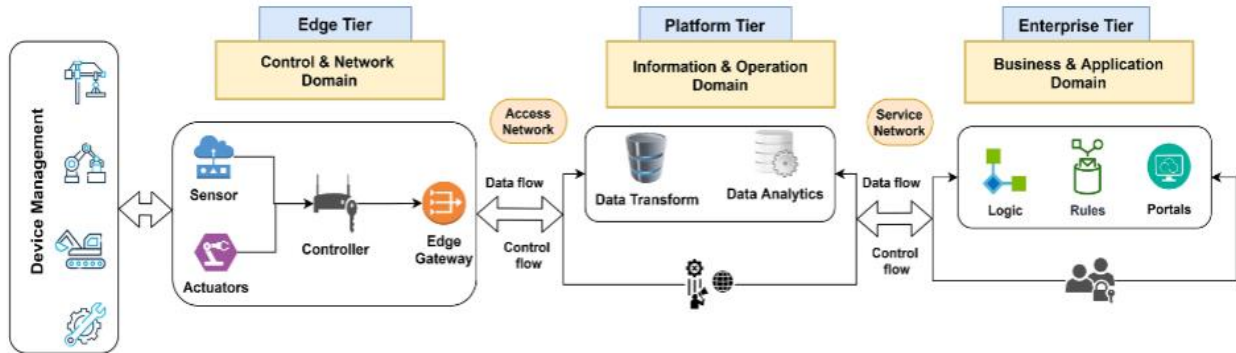 Edge Tier
Platform Tier
Enterprise Tier
Control & Network
Domain
Information & Operation
Domain
Business & Application
Domain
Device Management
Access
Network
Service
Network
Sensor
Actuators
Controller
Edge
Gateway
Data flow
Control
flow
Data Transform
Data Analytics
Data flow
Control
flow
Logic
Rules
Portals